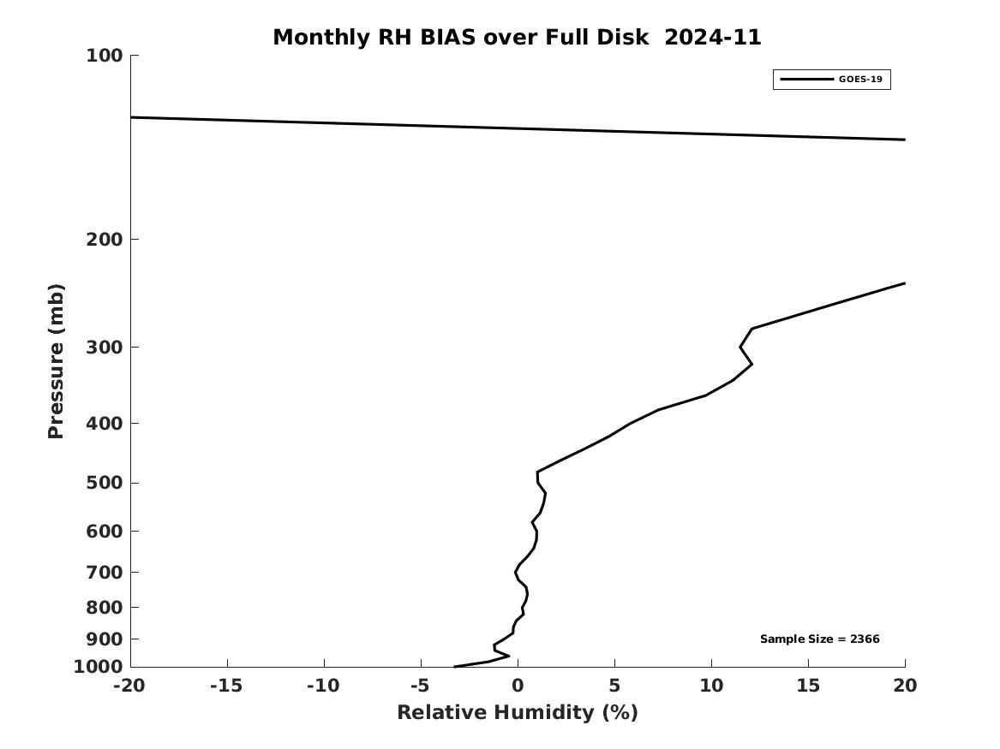 Monthly RH BIAS over Full Disk  2024-11
100
GOES-19
200
300
400
500
600
700
800
900
1000
Pressure (mb)
Sample Size = 2366
-20 -15 -10 -5 0 5 10 15 20
Relative Humidity (%)